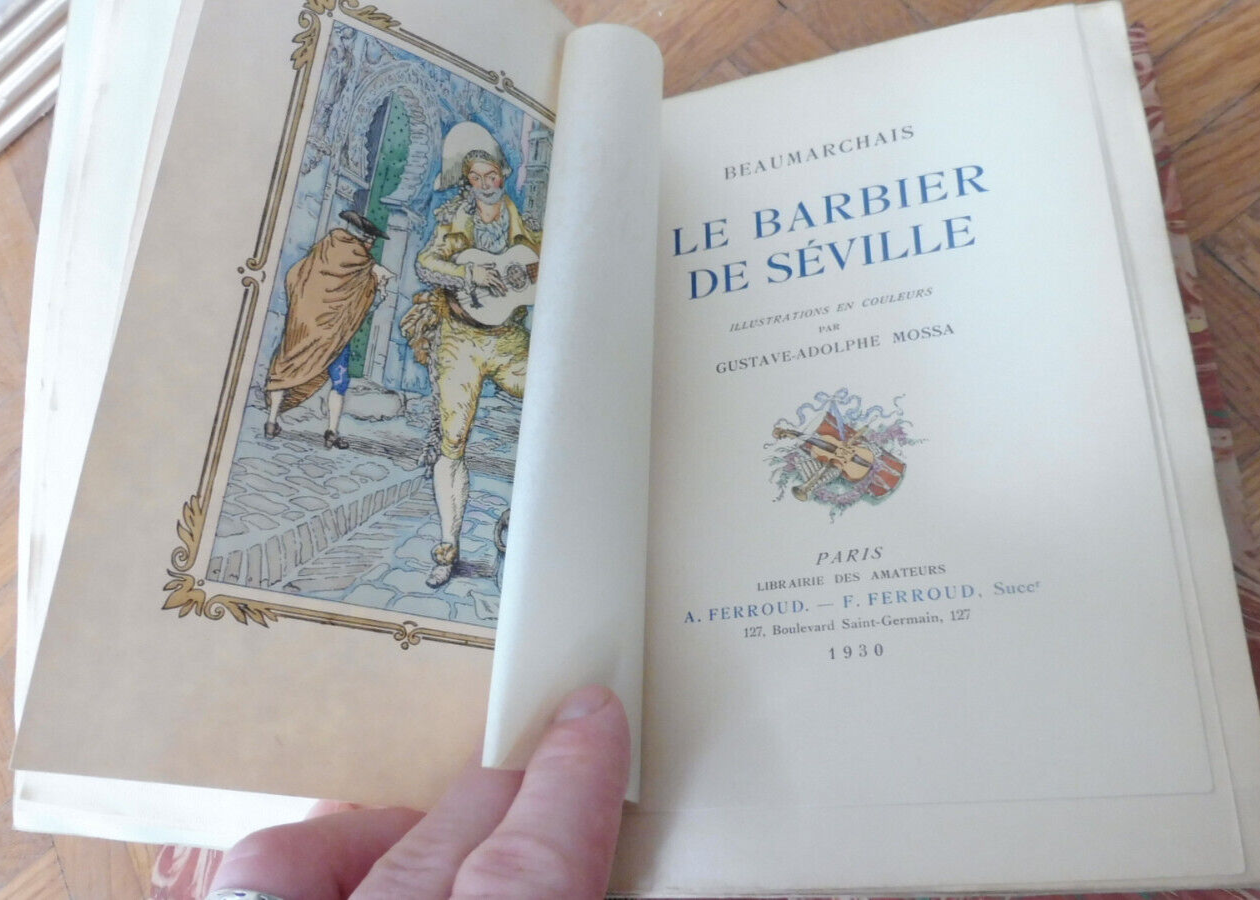 BEAUMARCHAIS
LE BARBIER
DE SÉVILLE
ILLUSTRATIONS EN COULEURS
PAR
GUSTAVE-ADOLPHE MOSSA
PARIS
LIBRAIRIE DES AMATEURS
A. FERROUD. — F. FERROUD, Succʳ
127, Boulevard Saint-Germain, 127
1930